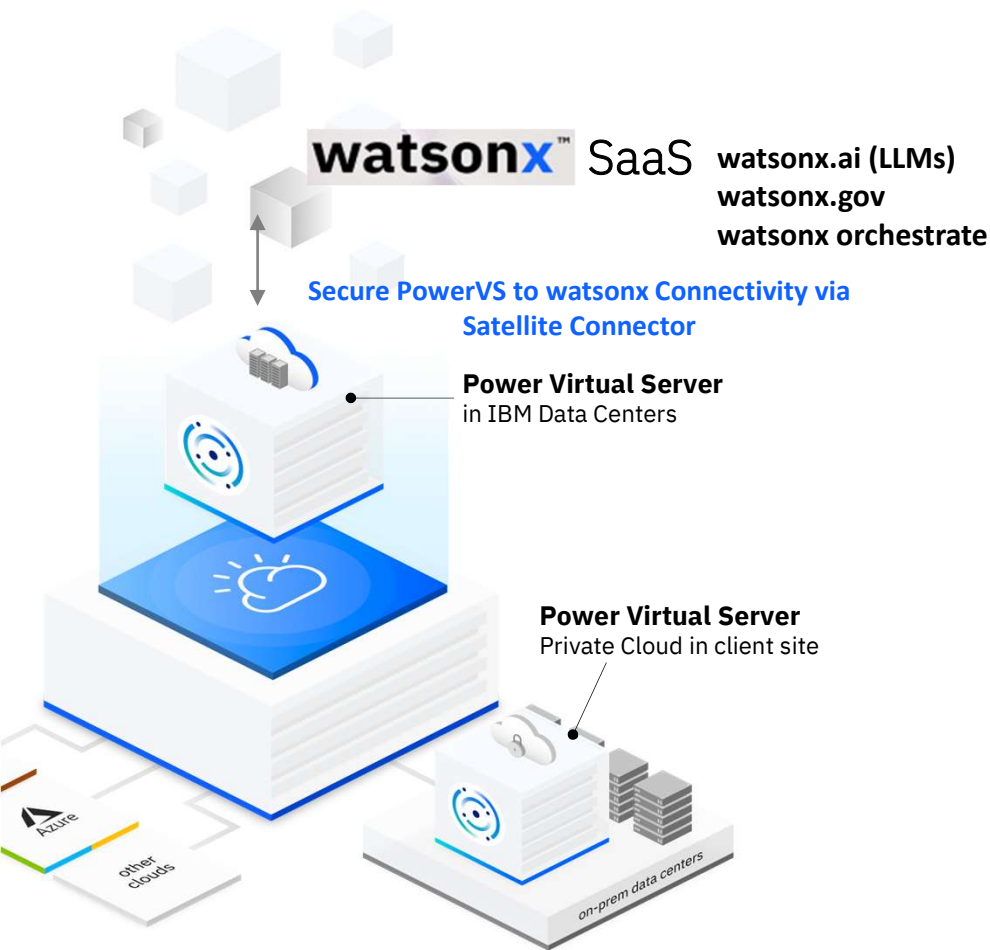 watsonx™ SaaS
watsonx.ai (LLMs)
watsonx.gov
watsonx orchestrate
Secure PowerVS to watsonx Connectivity via
Satellite Connector
Power Virtual Server
in IBM Data Centers
Power Virtual Server
Private Cloud in client site
Azure
other
clouds
on-prem data centers